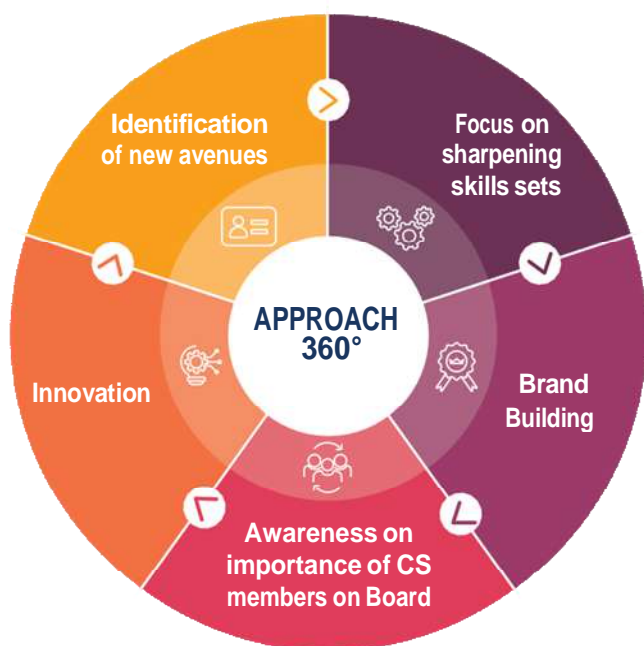 Identification
of new avenues
Focus on
sharpening
skills sets
APPROACH
360°
Innovation
Brand
Building
Awareness on
importance of CS
members on Board